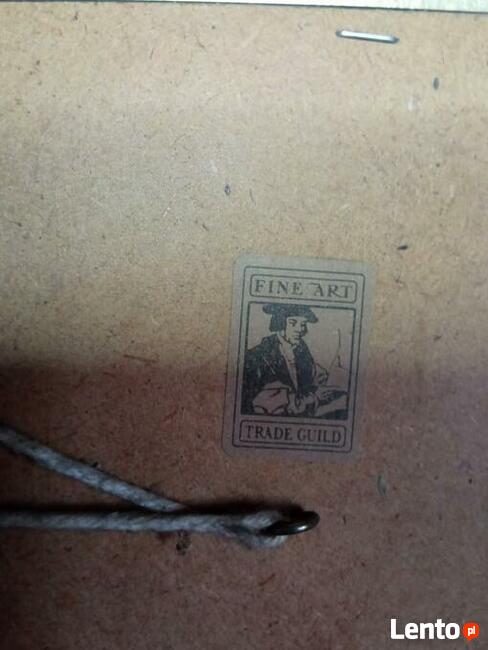 FINE ART
TRADE GUILD
Lento pl